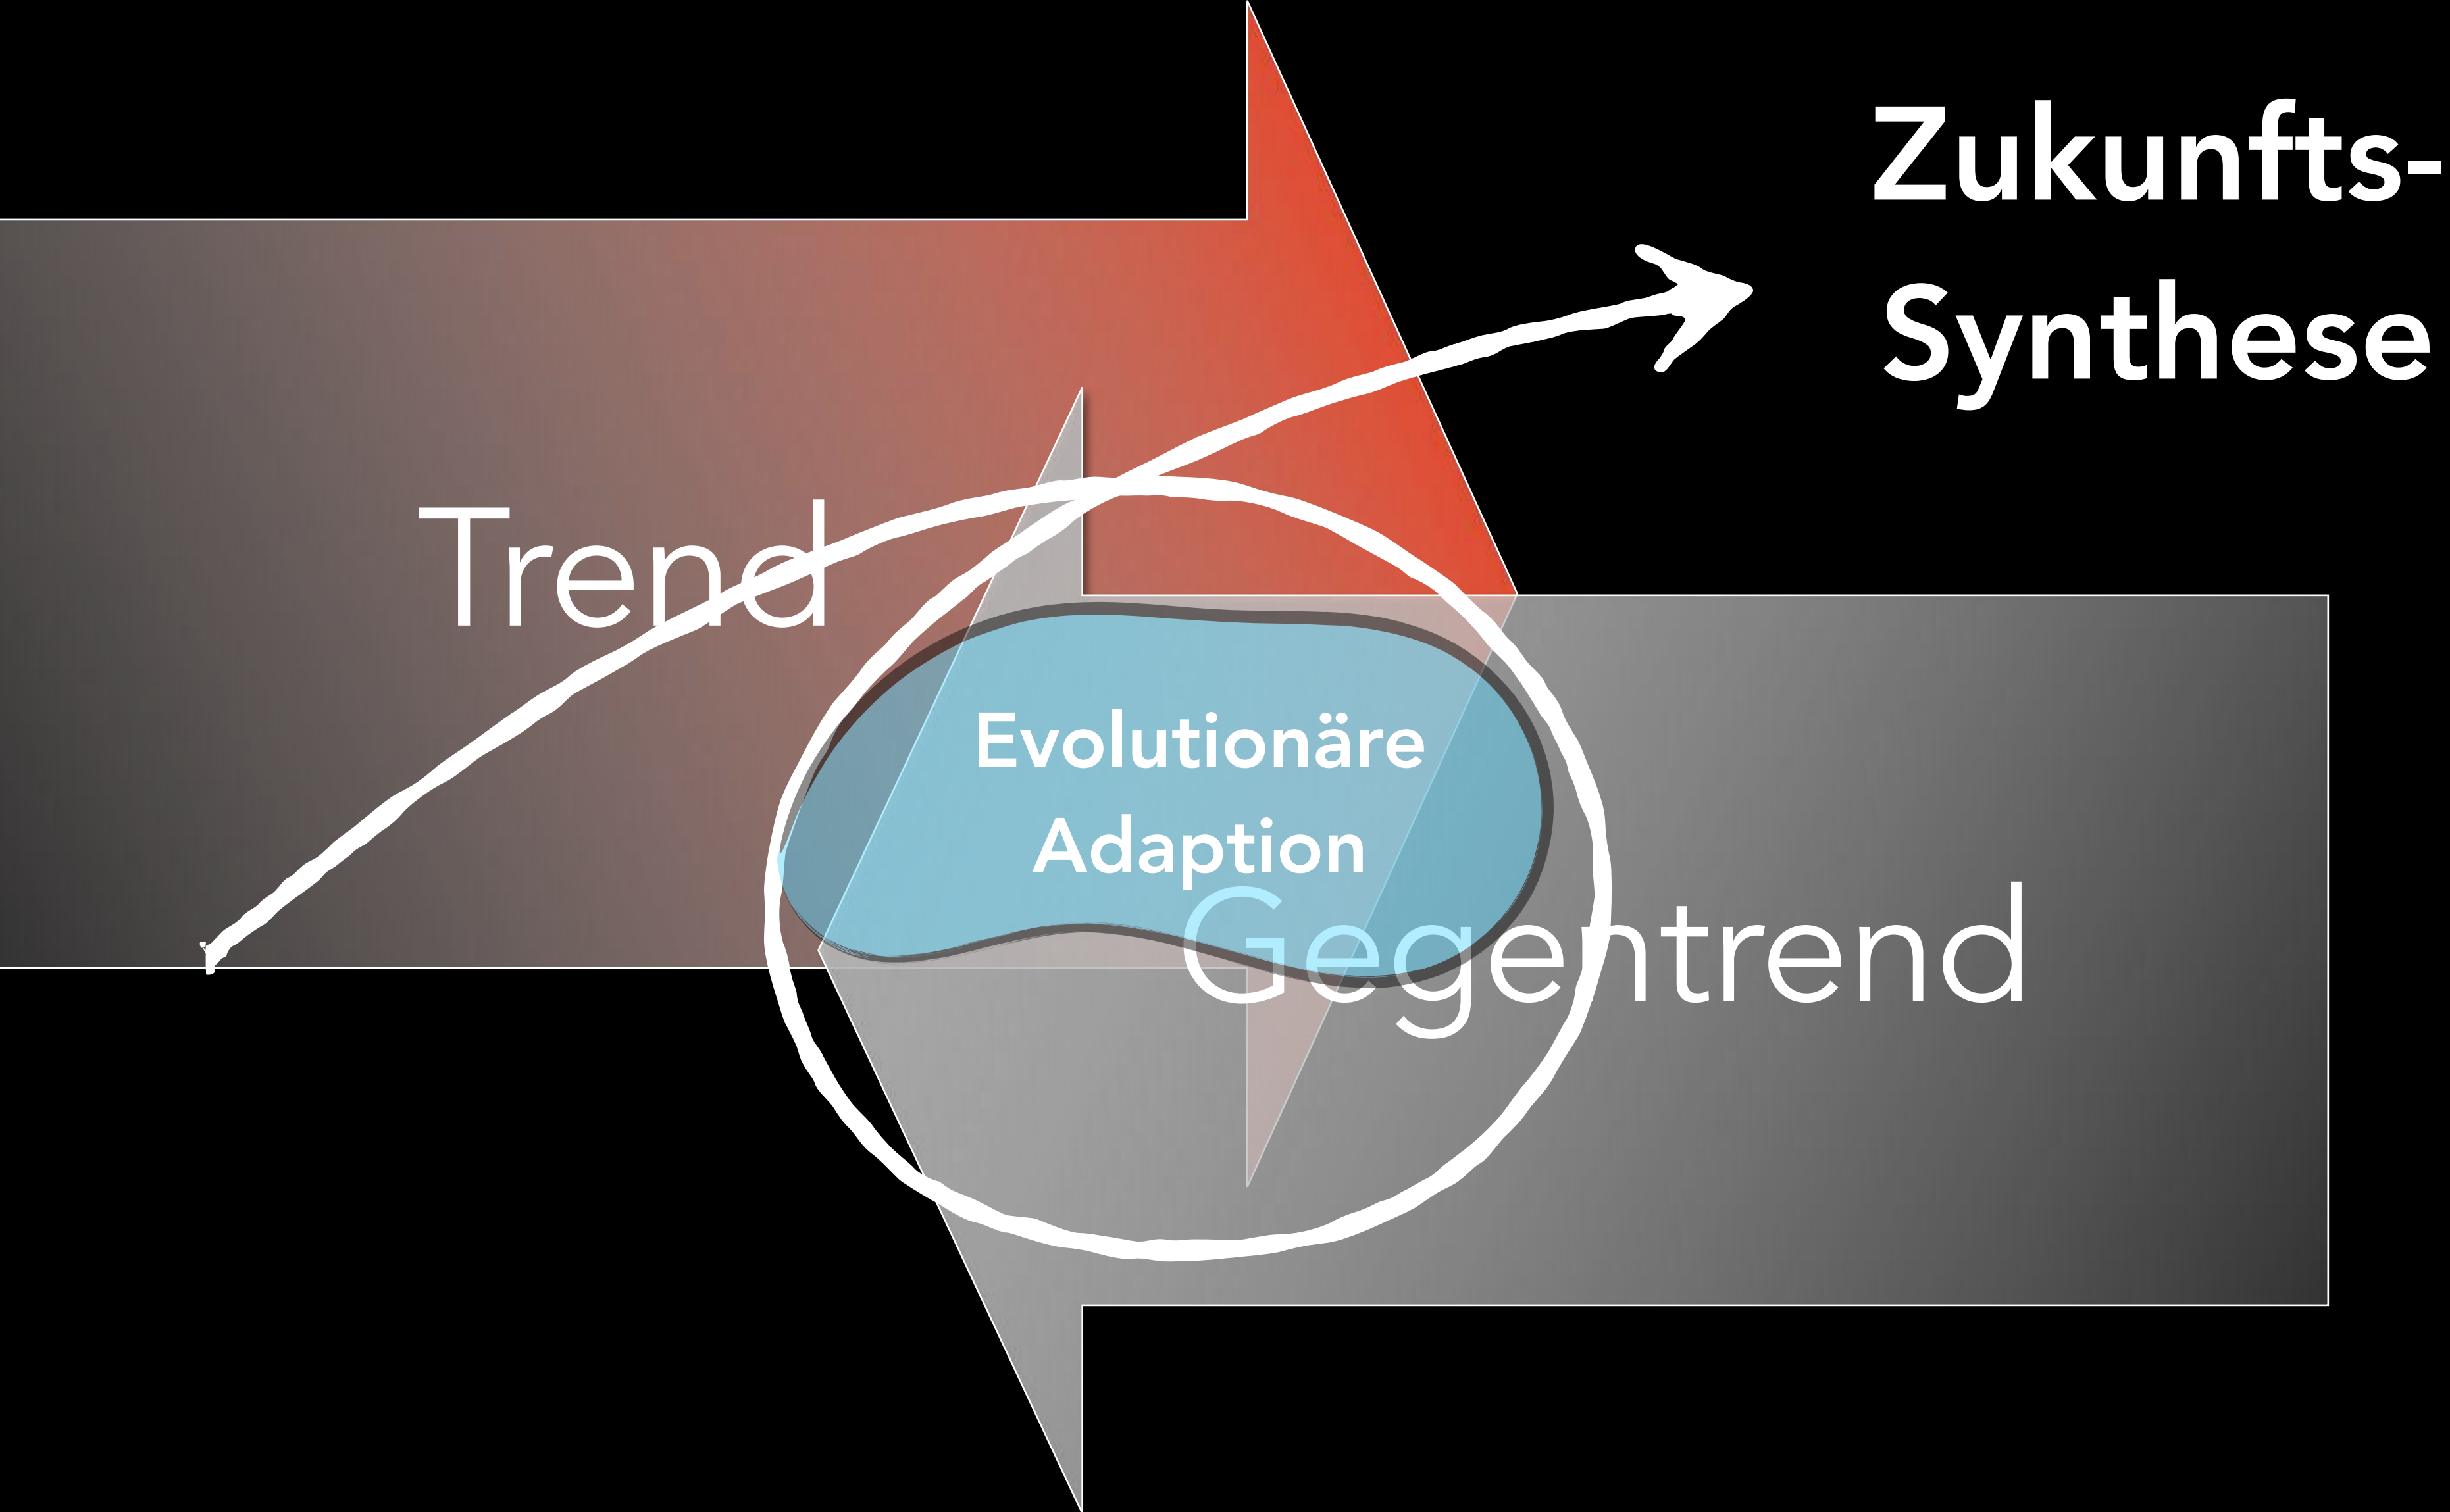 Zukunfts-
Synthese
Trend
Evolutionäre
Adaption
Gegentrend